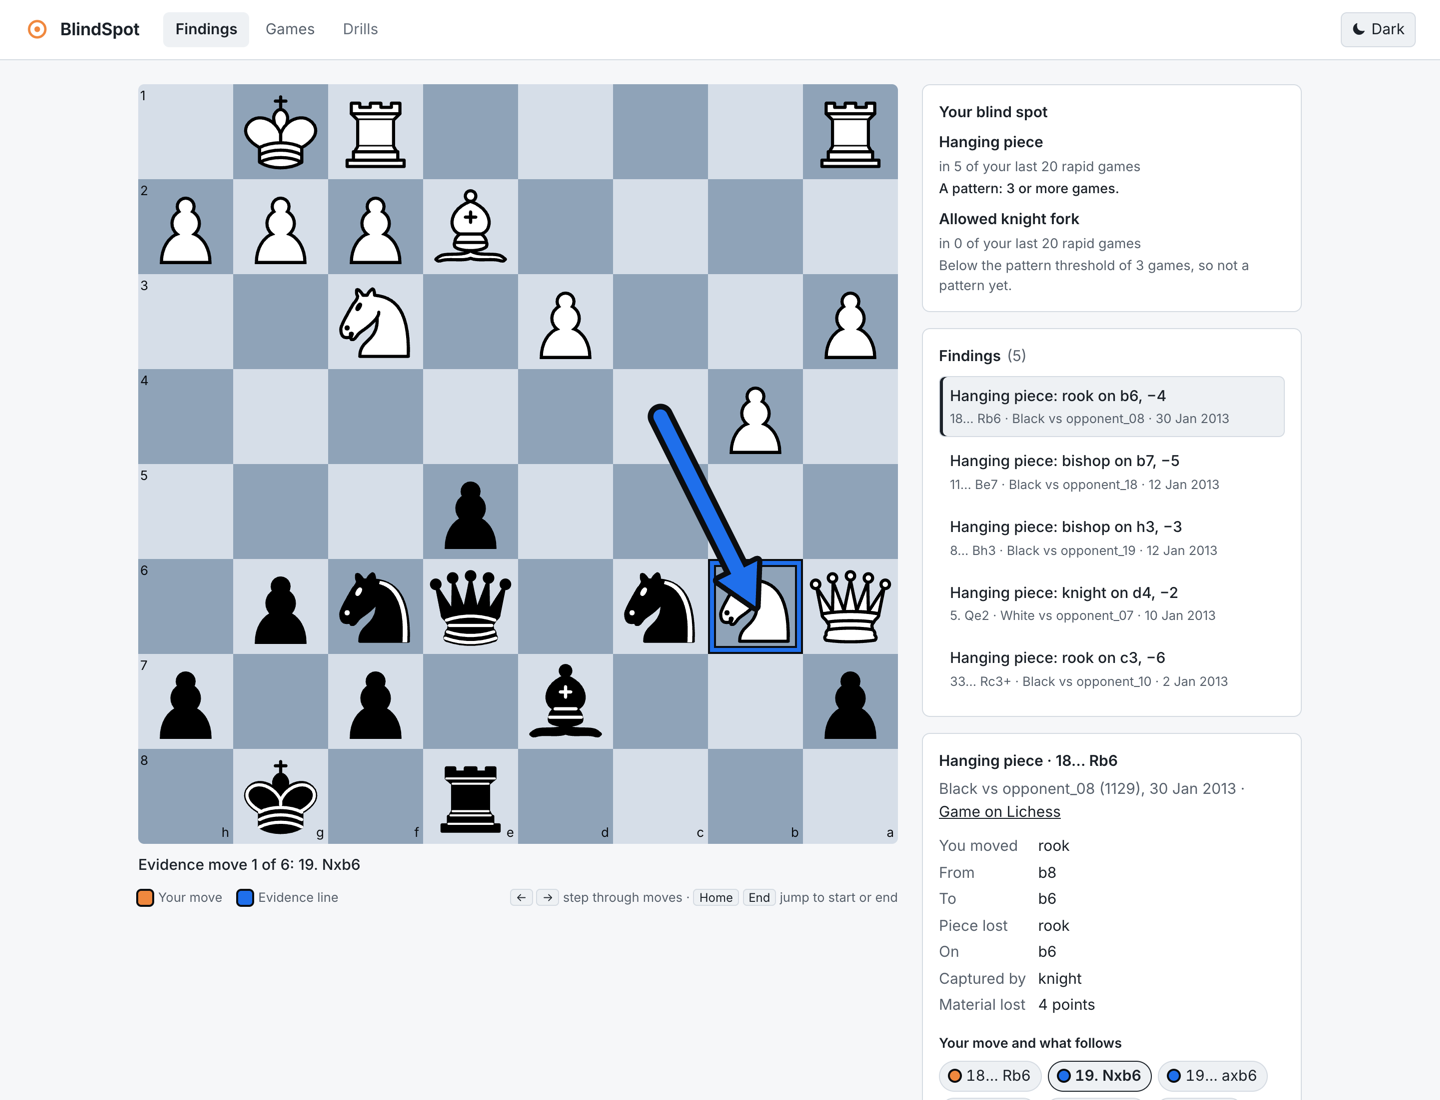 BlindSpot
Findings
Games
Drills
Dark
1
2
3
4
5
6
7
8
h
g
f
e
d
c
b
a
Evidence move 1 of 6: 19. Nxb6
Your move
Evidence line
← → step through moves · Home End jump to start or end
Your blind spot
Hanging piece
in 5 of your last 20 rapid games
A pattern: 3 or more games.
Allowed knight fork
in 0 of your last 20 rapid games
Below the pattern threshold of 3 games, so not a
pattern yet.
Findings (5)
Hanging piece: rook on b6, −4
18... Rb6 · Black vs opponent_08 · 30 Jan 2013
Hanging piece: bishop on b7, −5
11... Be7 · Black vs opponent_18 · 12 Jan 2013
Hanging piece: bishop on h3, −3
8... Bh3 · Black vs opponent_19 · 12 Jan 2013
Hanging piece: knight on d4, −2
5. Qe2 · White vs opponent_07 · 10 Jan 2013
Hanging piece: rook on c3, −6
33... Rc3+ · Black vs opponent_10 · 2 Jan 2013
Hanging piece · 18... Rb6
Black vs opponent_08 (1129), 30 Jan 2013 ·
Game on Lichess
You moved rook
From b8
To b6
Piece lost rook
On b6
Captured by knight
Material lost 4 points
Your move and what follows
18... Rb6
19. Nxb6
19... axb6